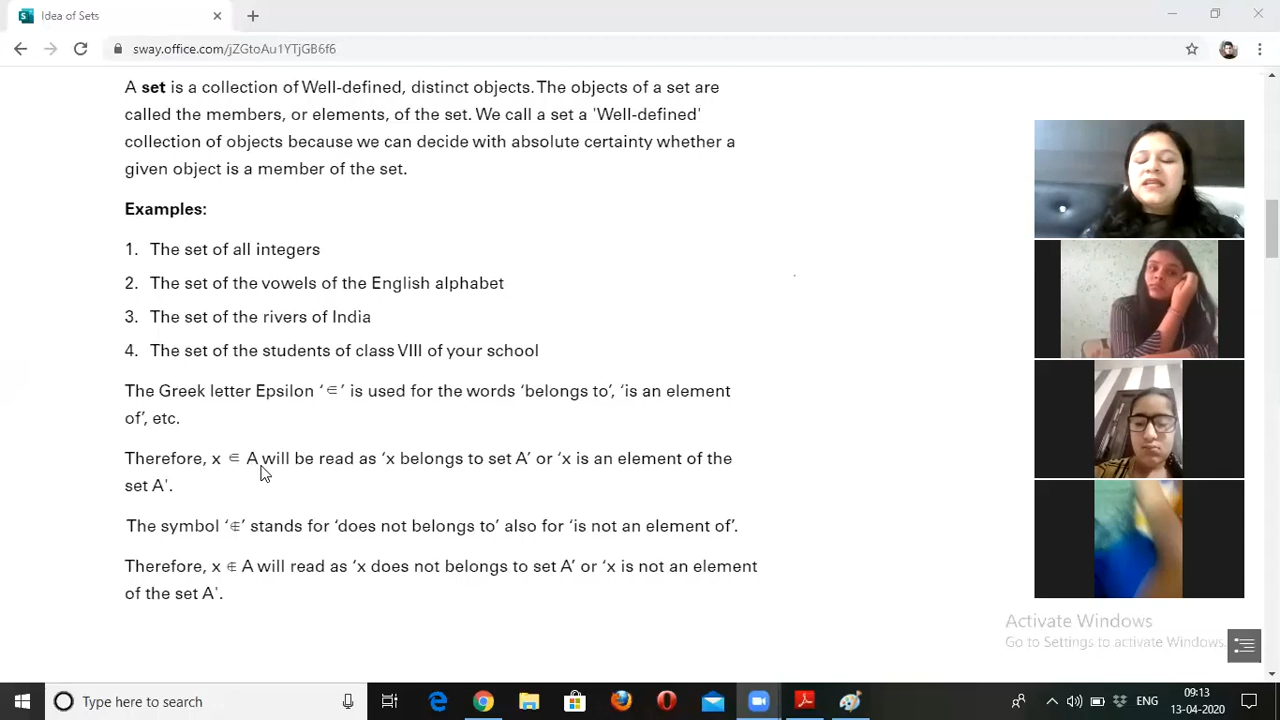 Idea of Sets
sway.office.com/jZGtoAu1YTjGB6f6
A set is a collection of Well-defined, distinct objects. The objects of a set are
called the members, or elements, of the set. We call a set a 'Well-defined'
collection of objects because we can decide with absolute certainty whether a
given object is a member of the set.
Examples:
1. The set of all integers
2. The set of the vowels of the English alphabet
3. The set of the rivers of India
4. The set of the students of class VIII of your school
The Greek letter Epsilon ‘∈’ is used for the words ‘belongs to’, ‘is an element
of’, etc.
Therefore, x ∈ A will be read as ‘x belongs to set A’ or ‘x is an element of the
set A'.
The symbol ‘∉’ stands for ‘does not belongs to’ also for ‘is not an element of’.
Therefore, x ∉ A will read as ‘x does not belongs to set A’ or ‘x is not an element
of the set A'.
Activate Windows
Go to Settings to activate Windows.
Type here to search
ENG
09:13
13-04-2020